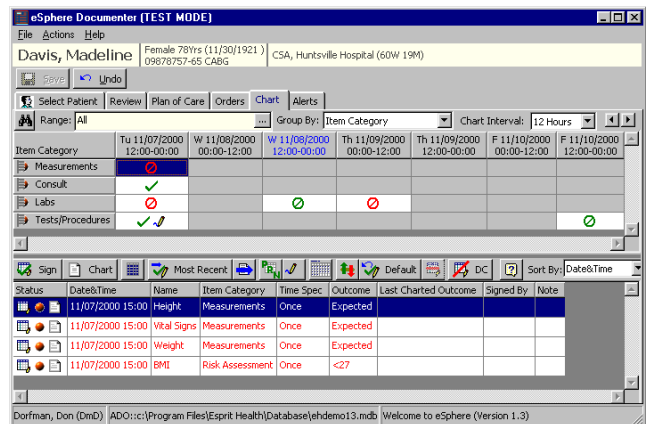 eSphere Documenter (TEST MODE)
File Actions Help
Davis, Madeline Female 78Yrs (11/30/1921 ) CSA, Huntsville Hospital (60W 19M)
09878757-65 CABG
Save Undo
Select Patient Review Plan of Care Orders Chart Alerts
Range: All ... Group By: Item Category Chart Interval: 12 Hours
Item Category Tu 11/07/2000 W 11/08/2000 W 11/08/2000 Th 11/09/2000 Th 11/09/2000 F 11/10/2000 F 11/10/2000
12:00-00:00 00:00-12:00 12:00-00:00 00:00-12:00 12:00-00:00 00:00-12:00 12:00-00:00
Measurements
Consult
Labs
Tests/Procedures
Sign Chart Most Recent PRN Default DC Sort By: Date&Time
Status Date&Time Name Item Category Time Spec Outcome Last Charted Outcome Signed By Note
11/07/2000 15:00 Height Measurements Once Expected
11/07/2000 15:00 Vital Signs Measurements Once Expected
11/07/2000 15:00 Weight Measurements Once Expected
11/07/2000 15:00 BMI Risk Assessment Once <27
Dorfman, Don (DmD) ADO::c:\Program Files\Esprit Health\Database\ehdemo13.mdb Welcome to eSphere (Version 1.3)